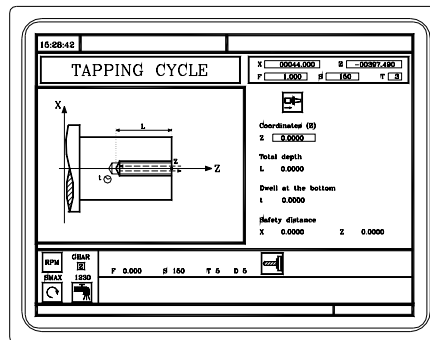 15:28:42
X 00044.000 Z -00397.490
F 1.000 S 150 T 3
TAPPING CYCLE
X
L
Z
Z
t
Coordinates (Z)
Z 0.0000
Total depth
L 0.0000
Dwell at the bottom
t 0.0000
Safety distance
X 0.0000 Z 0.0000
RPM GEAR
2
SMAX 1230
F 0.000 S 150 T 5 D 5